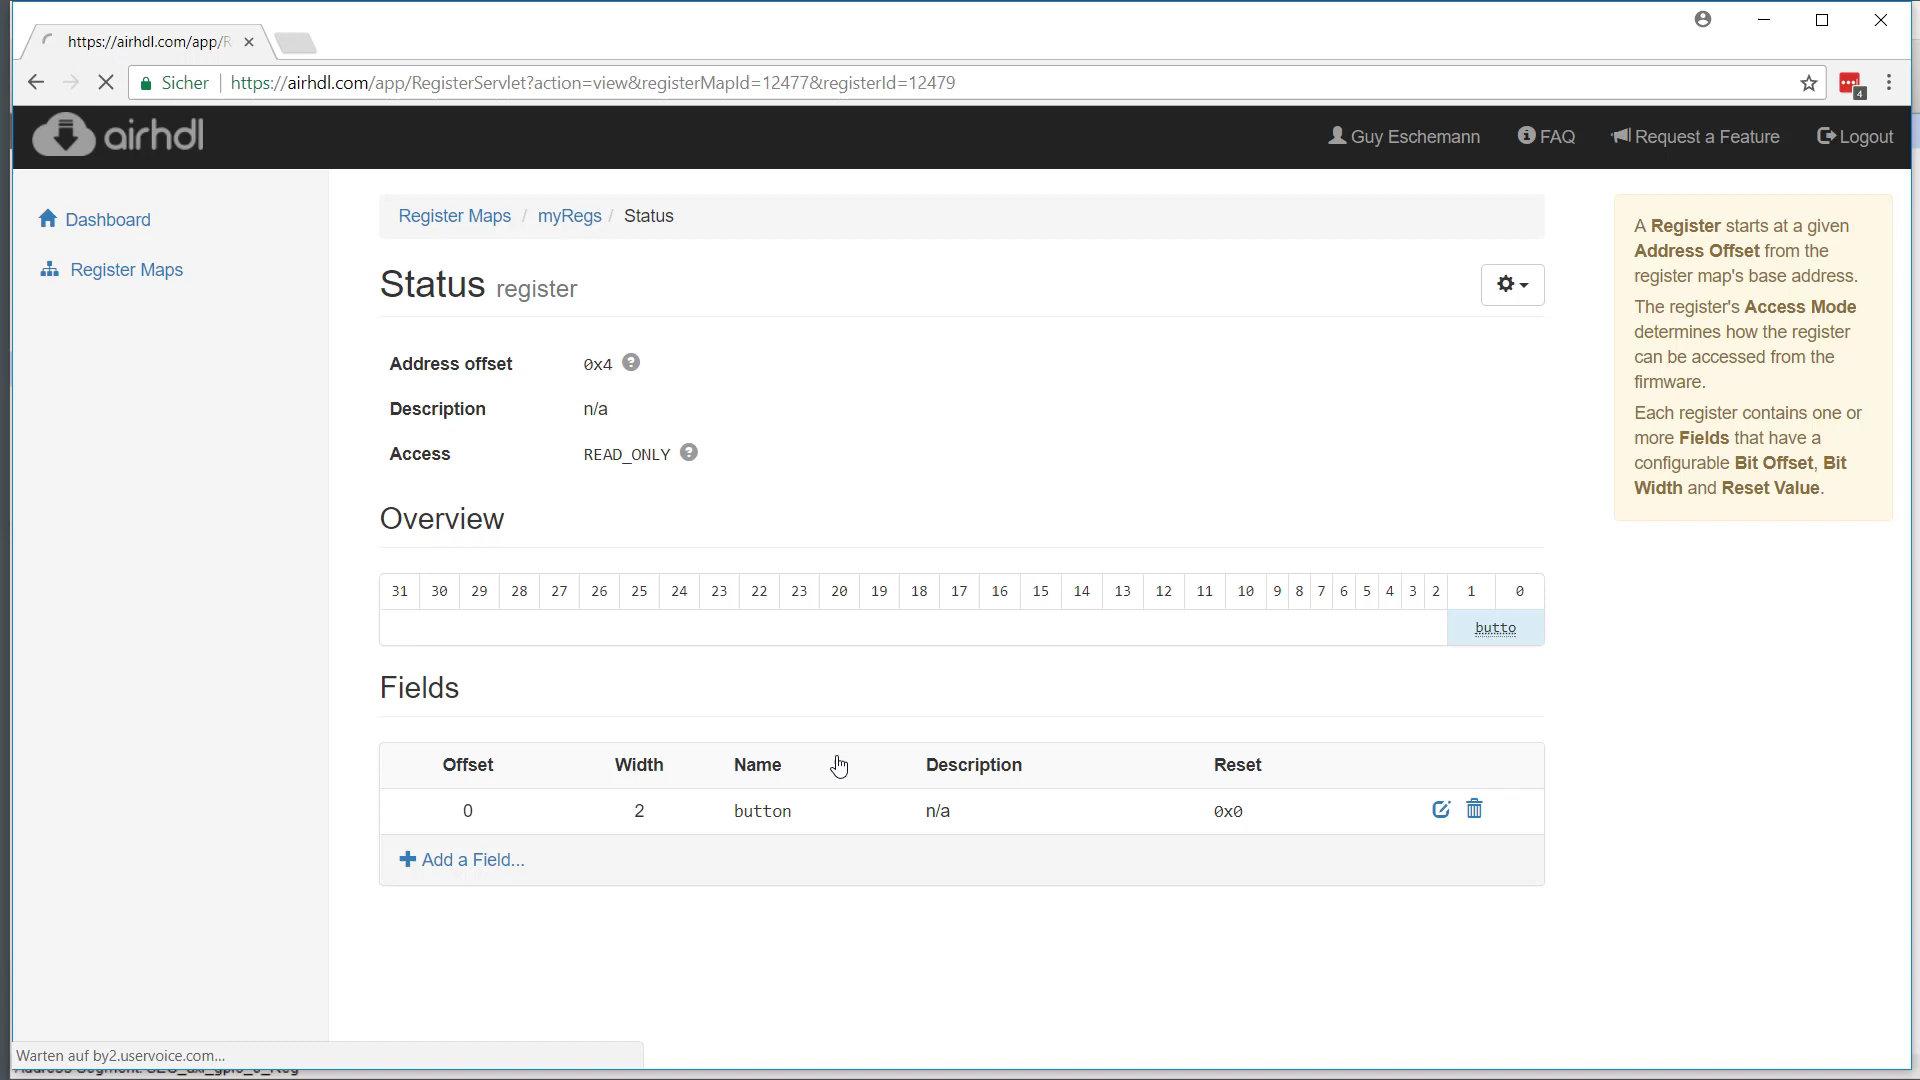 https://airhdl.com/app/R
Sicher https://airhdl.com/app/RegisterServlet?action=view&registerMapId=12477&registerId=12479
4
airhdl
Guy Eschemann FAQ Request a Feature Logout
Dashboard
Register Maps
Register Maps / myRegs / Status
Status register
Address offset 0x4 ?
Description n/a
Access READ_ONLY ?
Overview
31 30 29 28 27 26 25 24 23 22 23 20 19 18 17 16 15 14 13 12 11 10 9 8 7 6 5 4 3 2 1 0
butto
Fields
Offset Width Name Description Reset
0 2 button n/a 0x0
Add a Field...
A Register starts at a given
Address Offset from the
register map's base address.
The register's Access Mode
determines how the register
can be accessed from the
firmware.
Each register contains one or
more Fields that have a
configurable Bit Offset, Bit
Width and Reset Value.
Warten auf by2.uservoice.com...